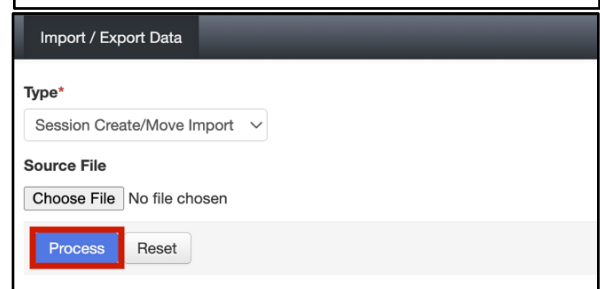 Import / Export Data
Type*
Session Create/Move Import
Source File
Choose File No file chosen
Process Reset